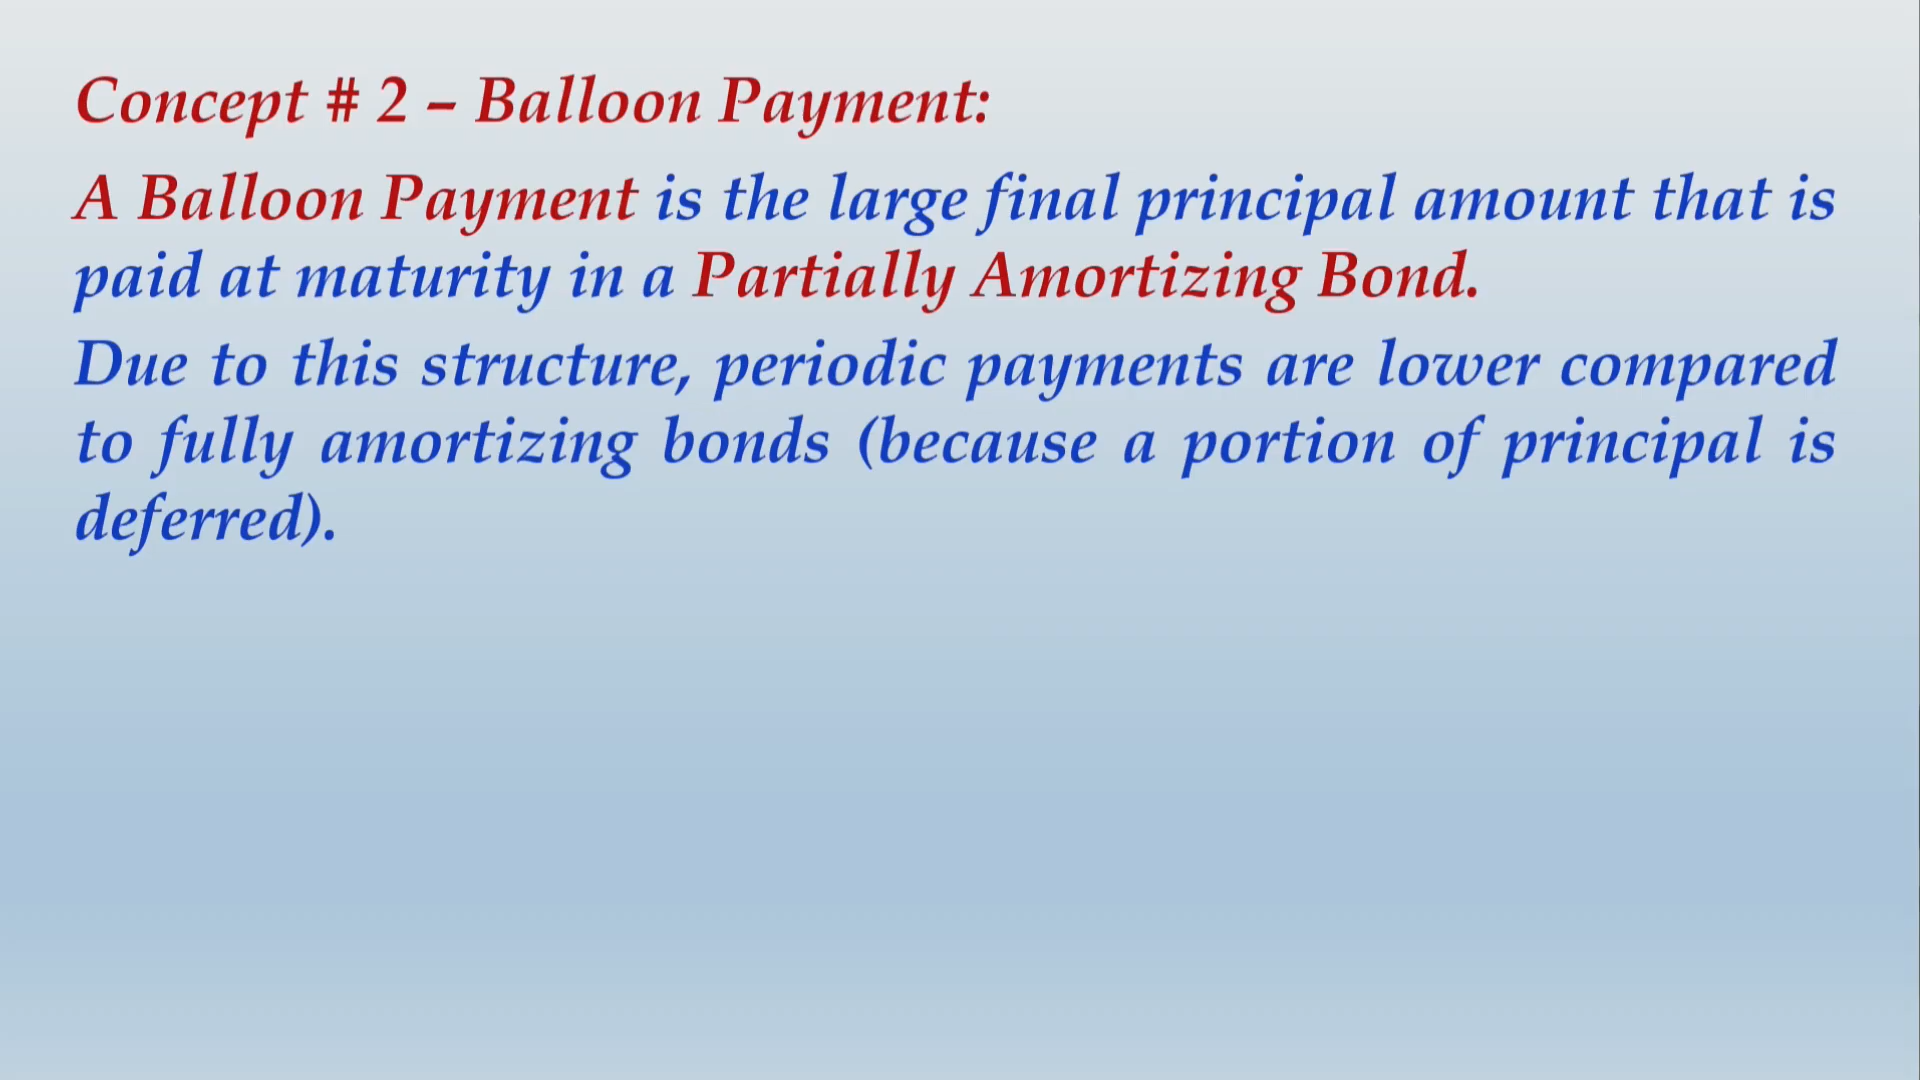 Concept # 2 – Balloon Payment:
A Balloon Payment is the large final principal amount that is
paid at maturity in a Partially Amortizing Bond.
Due to this structure, periodic payments are lower compared
to fully amortizing bonds (because a portion of principal is
deferred).